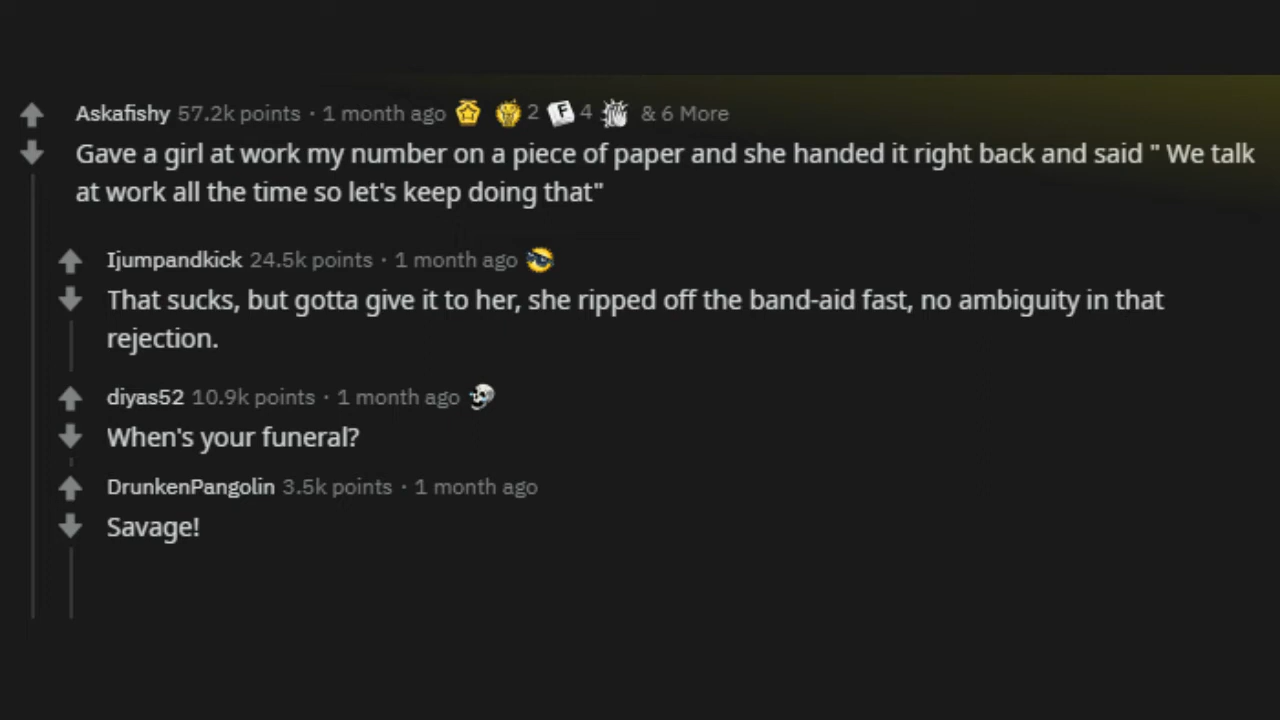 Askafishy 57.2k points · 1 month ago 2 F 4 & 6 More
Gave a girl at work my number on a piece of paper and she handed it right back and said " We talk
at work all the time so let's keep doing that"
Ijumpandkick 24.5k points · 1 month ago
That sucks, but gotta give it to her, she ripped off the band-aid fast, no ambiguity in that
rejection.
diyas52 10.9k points · 1 month ago
When's your funeral?
DrunkenPangolin 3.5k points · 1 month ago
Savage!